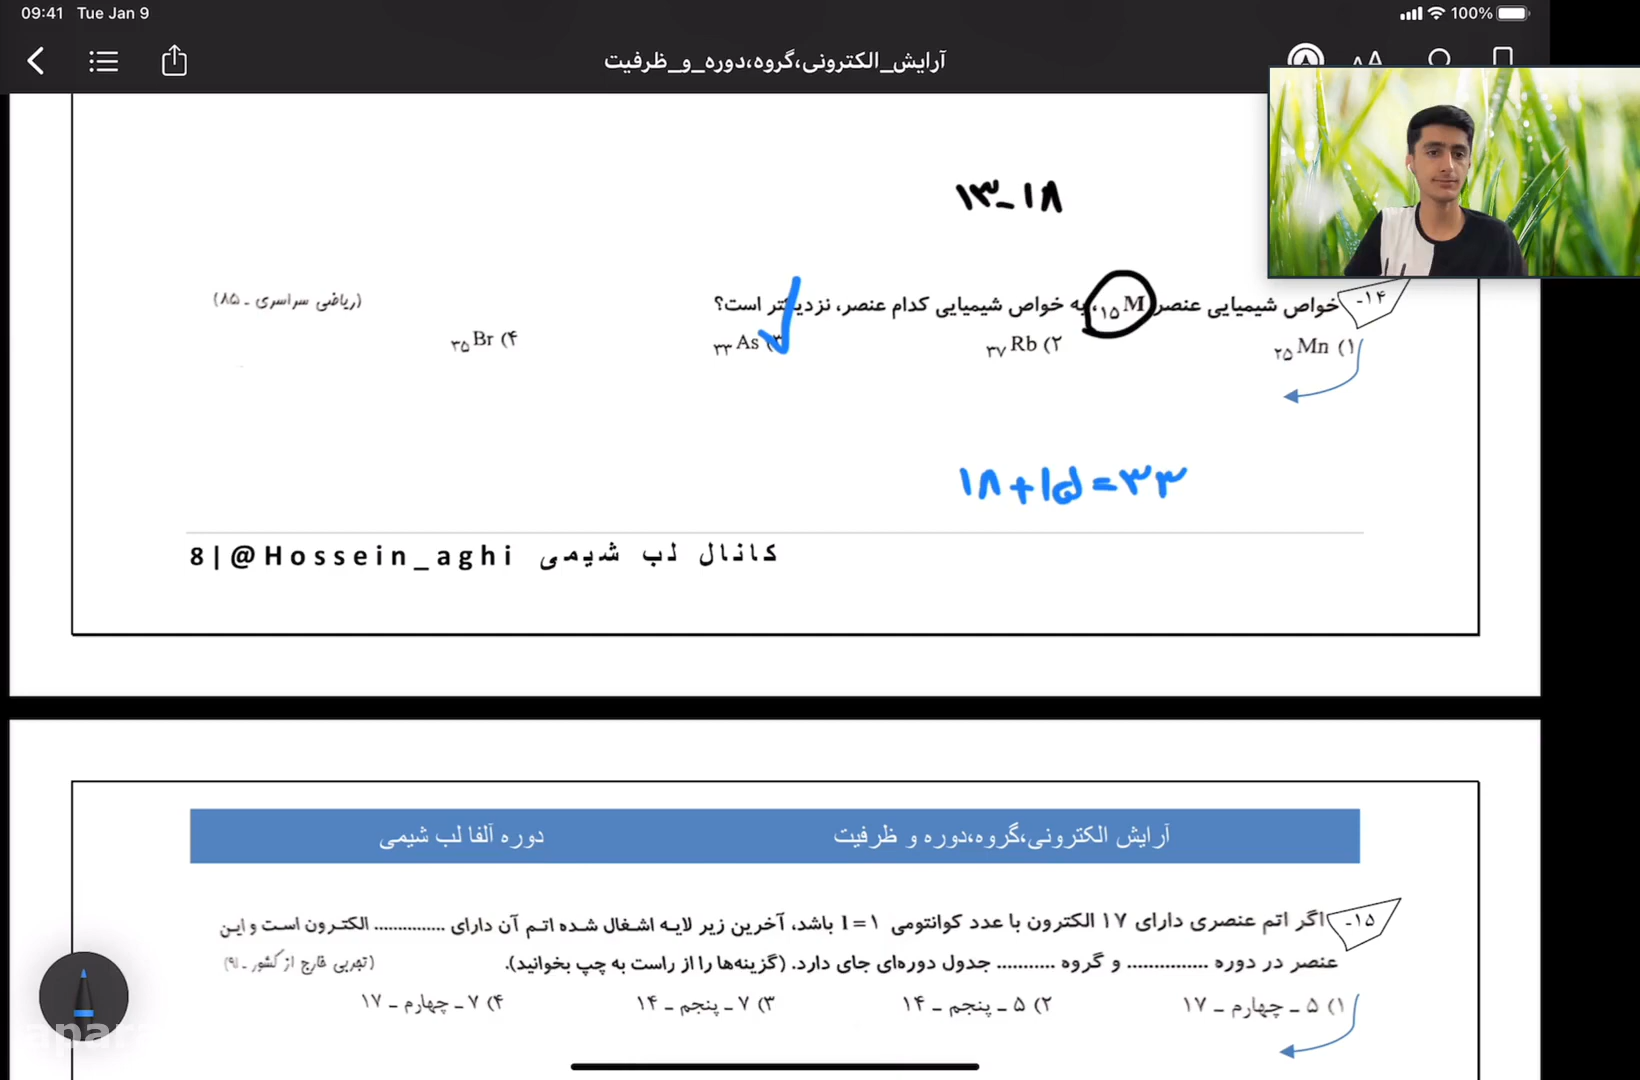 09:41 Tue Jan 9 100%
آرایش_الکترونی،گروه،دوره_و_ظرفیت
۱۳-۱۸
۱۴- خواص شیمیایی عنصر ₁₅M، به خواص شیمیایی کدام عنصر، نزدیکتر است؟ (ریاضی سراسری ـ ۸۵)
۱) ۲۵Mn ۲) ۳۷Rb ۳) ۳۳As ۴) ۳۵Br
۱۸+۱۵=۳۳
8|@Hossein_aghi کانال لب شیمی
آرایش الکترونی،گروه،دوره و ظرفیت دوره آلفا لب شیمی
۱۵- اگر اتم عنصری دارای ۱۷ الکترون با عدد کوانتومی l=۱ باشد، آخرین زیر لایه اشغال شده اتم آن دارای .............. الکترون است و این
عنصر در دوره ............... و گروه ........... جدول دوره‌ای جای دارد. (گزینه‌ها را از راست به چپ بخوانید). (تجربی خارج از کشور ـ ۹۱)
۱) ۵ ـ چهارم ـ ۱۷ ۲) ۵ ـ پنجم ـ ۱۴ ۳) ۷ ـ پنجم ـ ۱۴ ۴) ۷ ـ چهارم ـ ۱۷